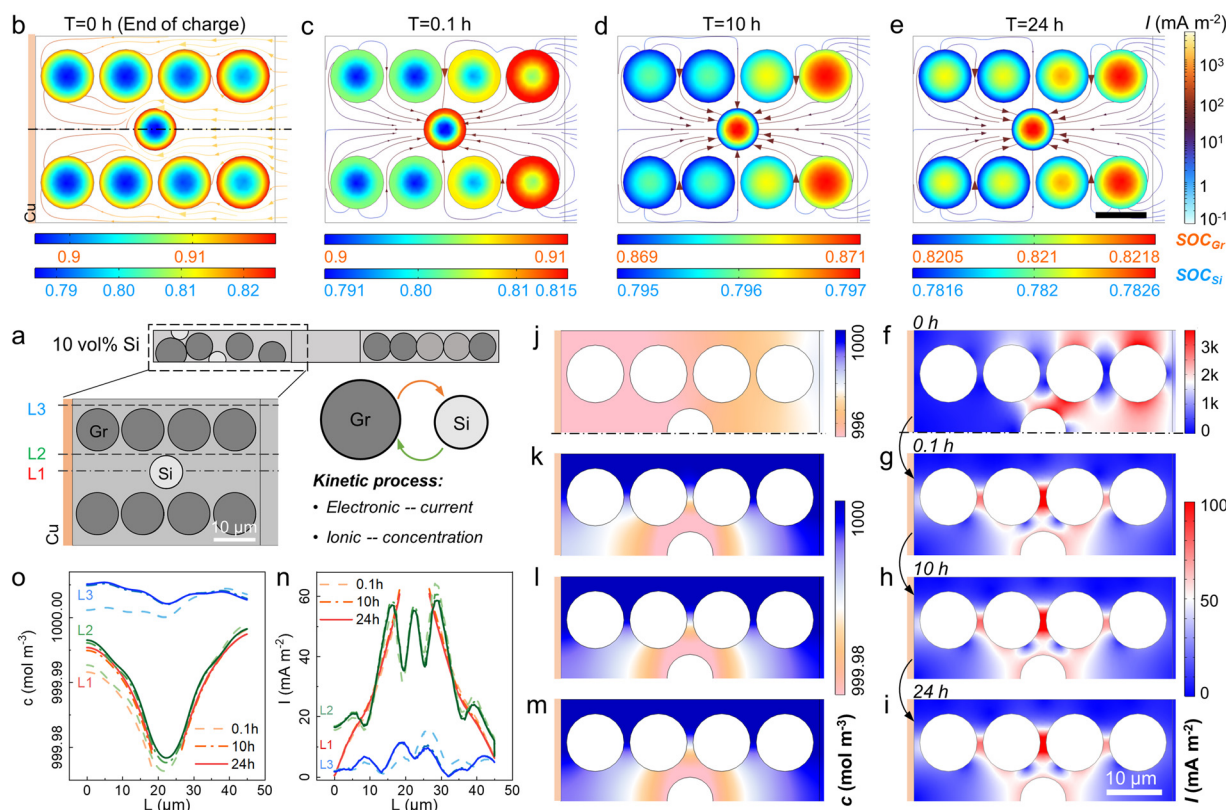 b T=0 h (End of charge)
c T=0.1 h
d T=10 h
e T=24 h
I (mA m⁻²)
10³
10²
10¹
1
10⁻¹
Cu
0.9 0.91
0.79 0.80 0.81 0.82
0.9 0.91
0.791 0.80 0.81 0.815
0.869 0.871
0.795 0.796 0.797
0.8205 0.821 0.8218
0.7816 0.782 0.7826
SOC_Gr
SOC_Si
a 10 vol% Si
L3
L2
L1
Gr
Si
Cu
10 µm
Gr Si
Kinetic process:
• Electronic -- current
• Ionic -- concentration
j
1000
996
k
l
m
1000
999.98
c (mol m⁻³)
f 0 h
3k
2k
1k
0
g 0.1 h
h 10 h
i 24 h
100
50
0
I (mA m⁻²)
10 µm
o
L3
L2
L1
0.1h
10h
24h
1000.00
999.99
999.98
c (mol m⁻³)
0 10 20 30 40 50
L (um)
n
0.1h
10h
24h
L2
L1
L3
60
40
20
0
I (mA m⁻²)
0 10 20 30 40 50
L (um)